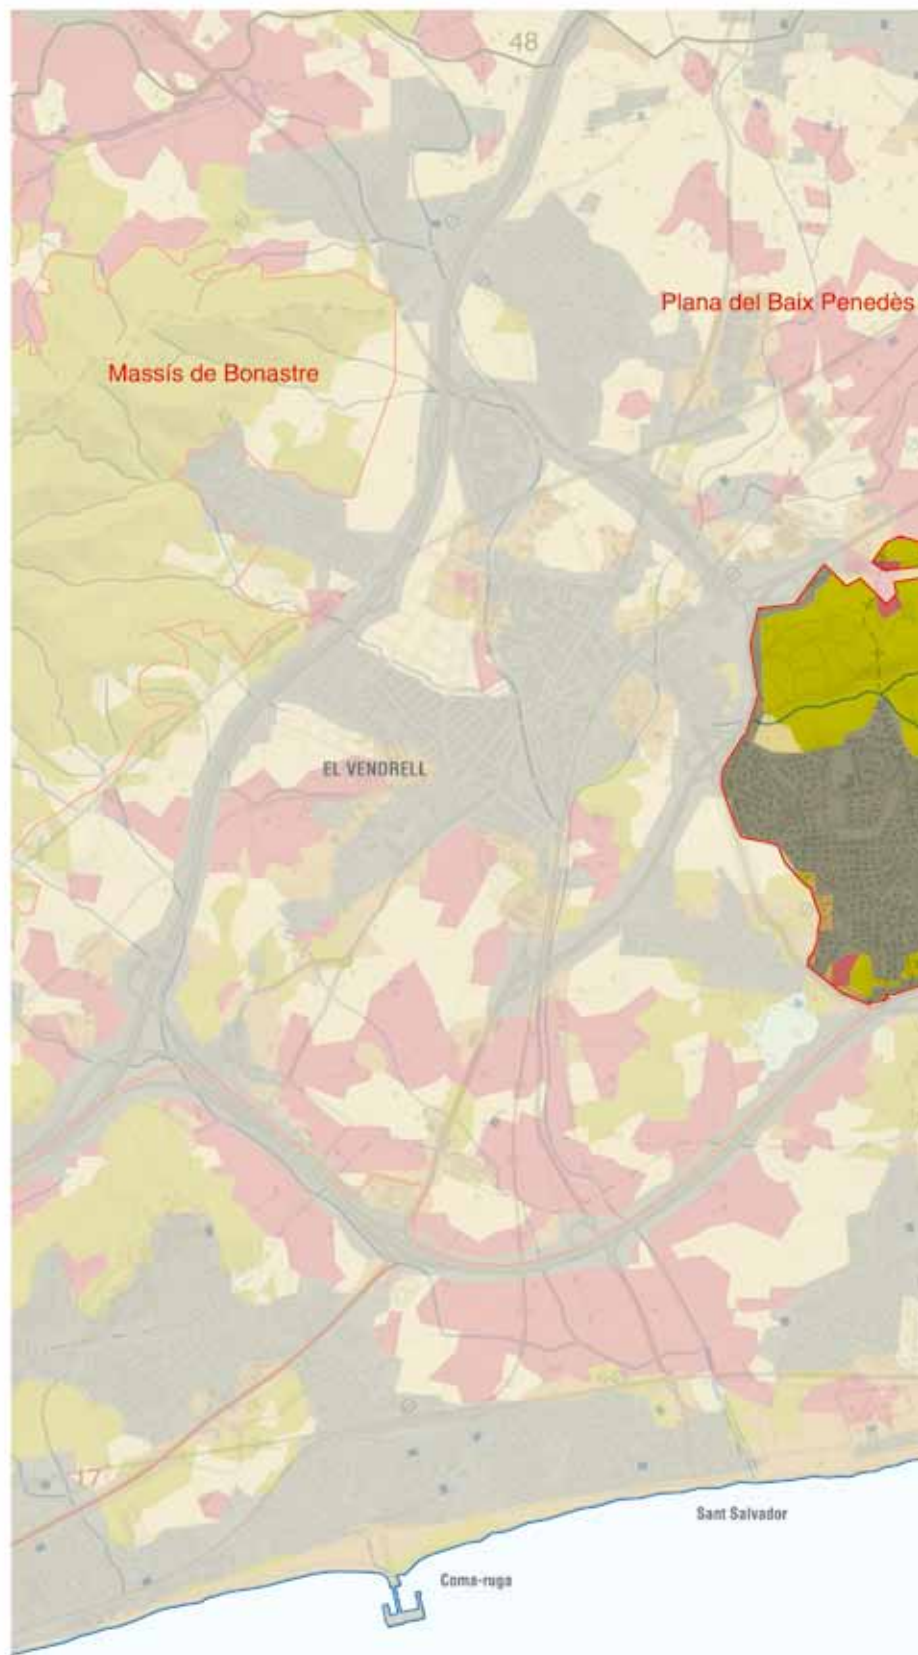 48
Plana del Baix Penedès
Massís de Bonastre
EL VENDRELL
17
Sant Salvador
Coma-ruga